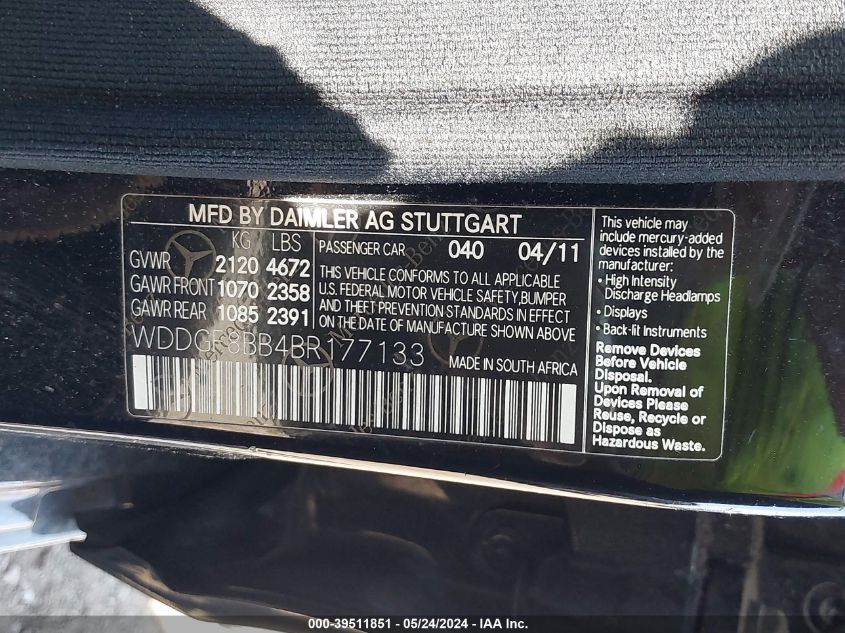 MFD BY DAIMLER AG STUTTGART
KG LBS
GVWR 2120 4672
GAWR FRONT 1070 2358
GAWR REAR 1085 2391
PASSENGER CAR 040 04/11
THIS VEHICLE CONFORMS TO ALL APPLICABLE
U.S. FEDERAL MOTOR VEHICLE SAFETY,BUMPER
AND THEFT PREVENTION STANDARDS IN EFFECT
ON THE DATE OF MANUFACTURE SHOWN ABOVE
WDDGF8BB4BR177133
MADE IN SOUTH AFRICA
This vehicle may
include mercury-added
devices installed by the
manufacturer:
• High Intensity
Discharge Headlamps
• Displays
• Back-lit Instruments
Remove Devices
Before Vehicle
Disposal.
Upon Removal of
Devices Please
Reuse, Recycle or
Dispose as
Hazardous Waste.
000-39511851 - 05/24/2024 - IAA Inc.